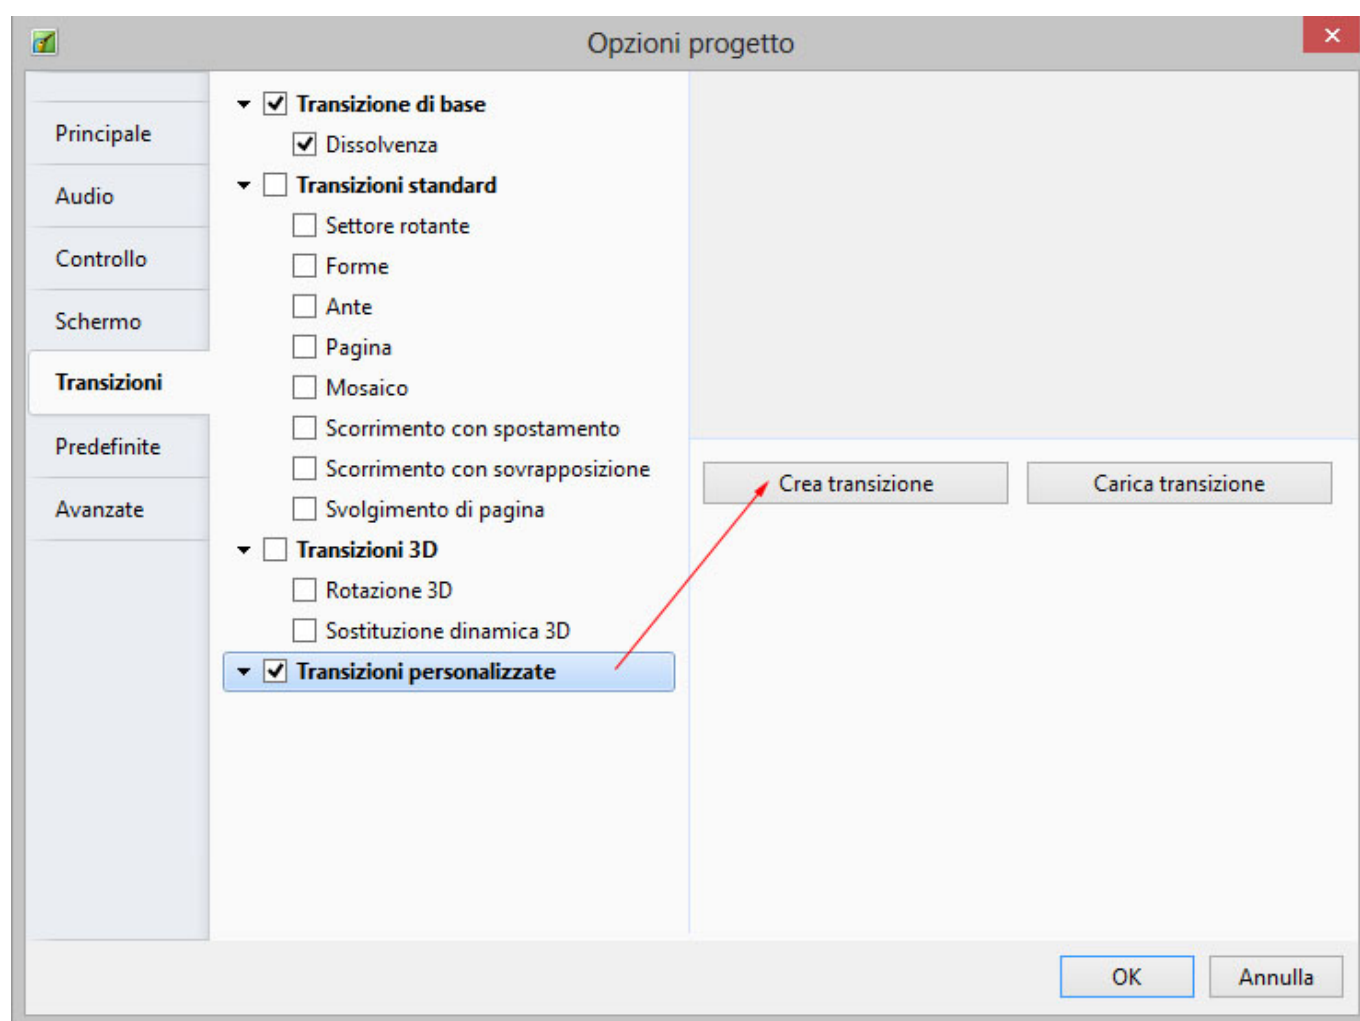 Opzioni progetto
Principale
Audio
Controllo
Schermo
Transizioni
Predefinite
Avanzate
Transizione di base
Dissolvenza
Transizioni standard
Settore rotante
Forme
Ante
Pagina
Mosaico
Scorrimento con spostamento
Scorrimento con sovrapposizione
Svolgimento di pagina
Transizioni 3D
Rotazione 3D
Sostituzione dinamica 3D
Transizioni personalizzate
Crea transizione
Carica transizione
OK
Annulla